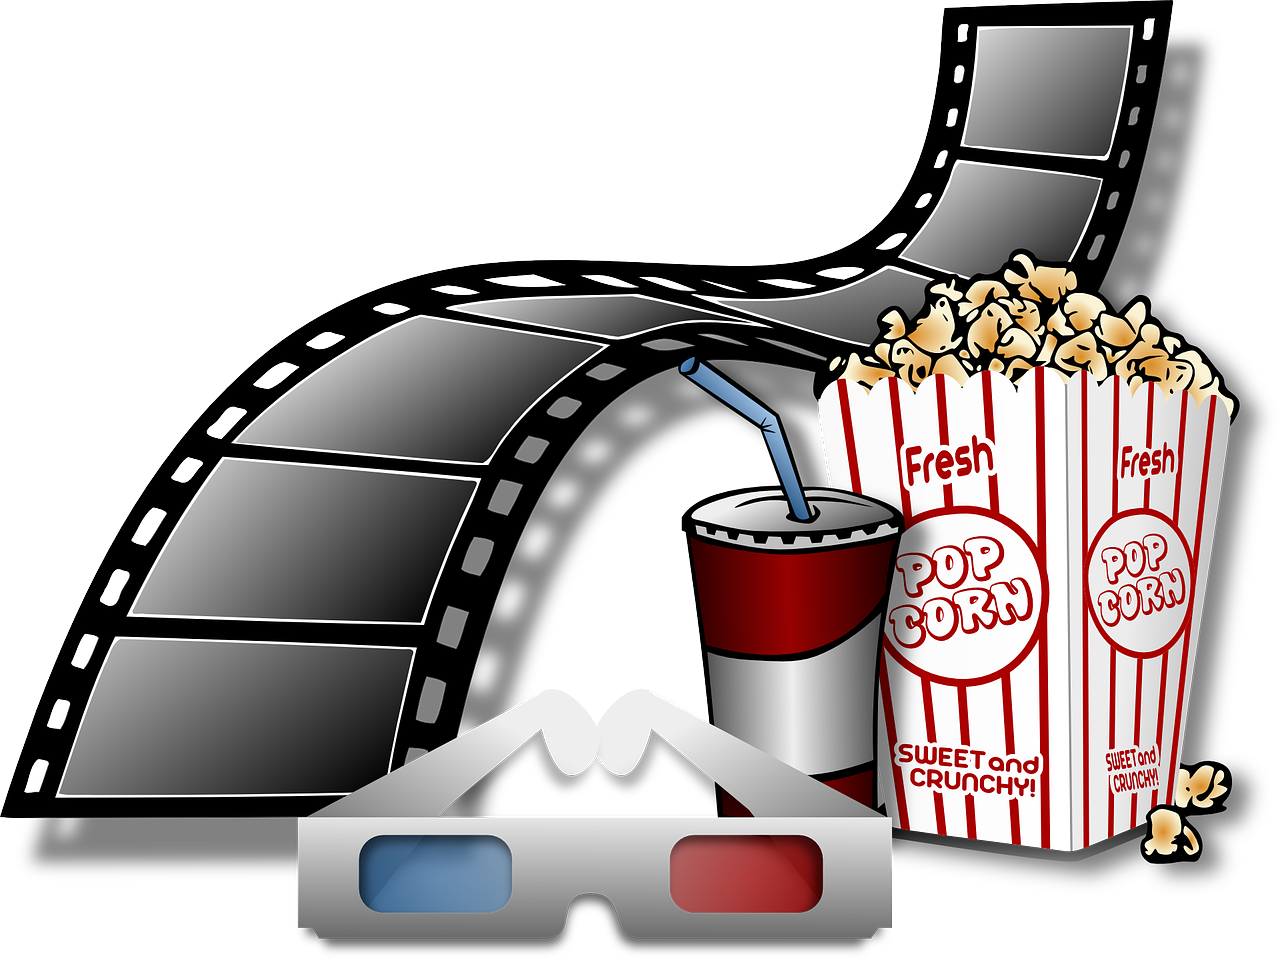 Fresh
POP
CORN
SWEET and
CRUNCHY!
Fresh
POP
CORN
SWEET and
CRUNCHY!